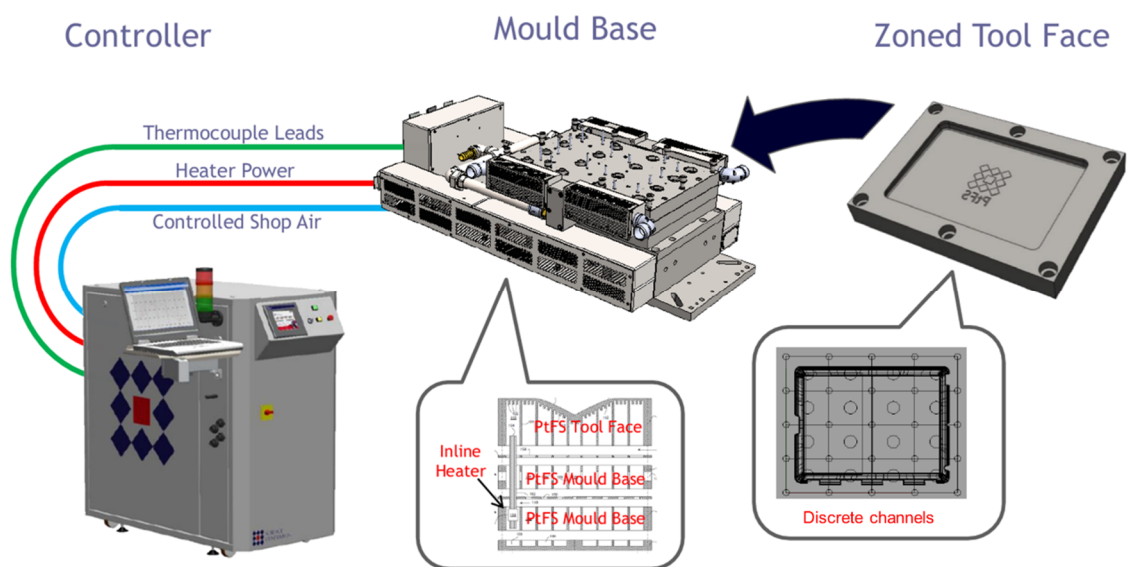 Controller
Mould Base
Zoned Tool Face
Thermocouple Leads
Heater Power
Controlled Shop Air
PtFS
PtFS Tool Face
Inline
Heater
PtFS Mould Base
PtFS Mould Base
Discrete channels